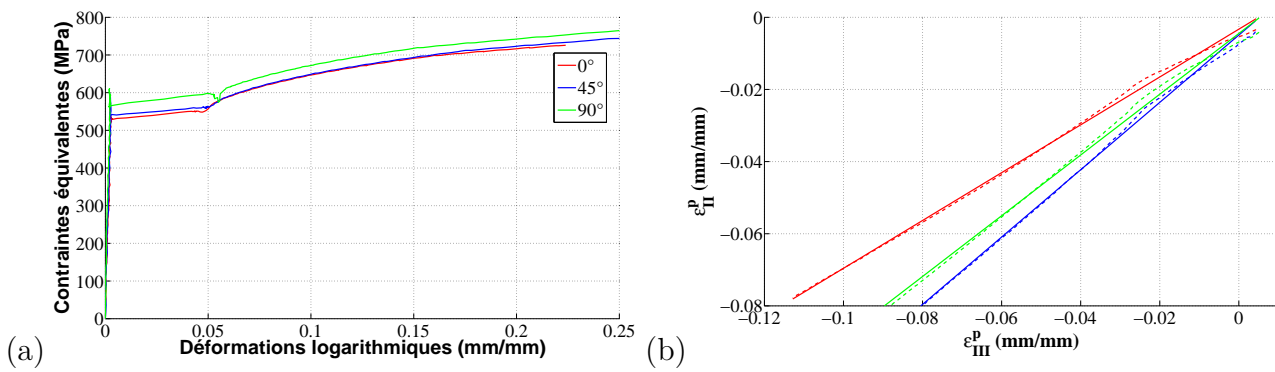 800
700
600
500
400
300
200
100
0
Contraintes équivalentes (MPa)
0 0.05 0.1 0.15 0.2 0.25
Déformations logarithmiques (mm/mm)
0°
45°
90°
(a)
0
−0.02
−0.04
−0.06
−0.08
ε_II^p (mm/mm)
−0.12 −0.1 −0.08 −0.06 −0.04 −0.02 0
ε_III^p (mm/mm)
(b)